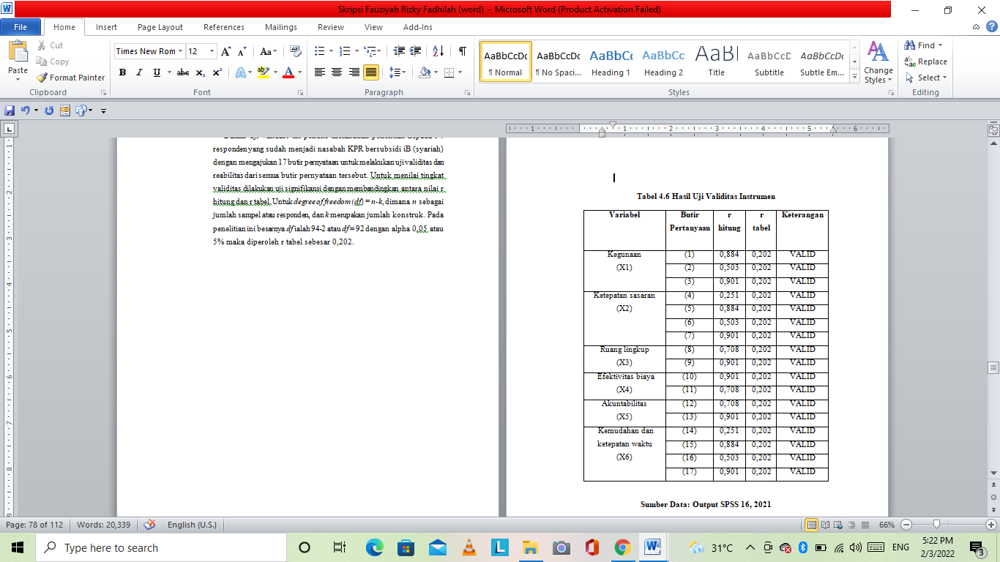 Skripsi Fauziyah Rizky Fadhilah (word) - Microsoft Word (Product Activation Failed)
File Home Insert Page Layout References Mailings Review View Add-Ins
Paste
Cut
Copy
Format Painter
Clipboard
Times New Rom 12
Font
Paragraph
AaBbCcDc AaBbCcDc AaBbCc AaBbCc AaBl AaBbCcD AaBbCcDc
¶ Normal ¶ No Spaci... Heading 1 Heading 2 Title Subtitle Subtle Em...
Change Styles
Styles
Find
Replace
Select
Editing
responden yang sudah menjadi nasabah KPR bersubsidi iB (syariah)
dengan mengajukan 17 butir pernyataan untuk melakukan uji validitas dan
reabilitas dari semua butir pernyataan tersebut. Untuk menilai tingkat
validitas dilakukan uji signifikansi dengan membandingkan antara nilai r
hitung dan r tabel. Untuk degree of freedom (df) = n-k, dimana n sebagai
jumlah sampel atau responden, dan k merupakan jumlah konstruk. Pada
penelitian ini besarnya df ialah 94-2 atau df = 92 dengan alpha 0,05 atau
5% maka diperoleh r tabel sebesar 0,202.
Tabel 4.6 Hasil Uji Validitas Instrumen
Variabel Butir r r Keterangan
Pertanyaan hitung tabel
Kegunaan (1) 0,884 0,202 VALID
(X1) (2) 0,503 0,202 VALID
(3) 0,901 0,202 VALID
Ketepatan sasaran (4) 0,251 0,202 VALID
(X2) (5) 0,884 0,202 VALID
(6) 0,503 0,202 VALID
(7) 0,901 0,202 VALID
Ruang lingkup (8) 0,708 0,202 VALID
(X3) (9) 0,901 0,202 VALID
Efektivitas biaya (10) 0,901 0,202 VALID
(X4) (11) 0,708 0,202 VALID
Akuntabilitas (12) 0,708 0,202 VALID
(X5) (13) 0,901 0,202 VALID
Kemudahan dan (14) 0,251 0,202 VALID
ketepatan waktu (15) 0,884 0,202 VALID
(X6) (16) 0,503 0,202 VALID
(17) 0,901 0,202 VALID
Sumber Data: Output SPSS 16, 2021
Page: 78 of 112 Words: 20,339 English (U.S.) 66%
Type here to search
31°C ENG 5:22 PM
2/3/2022 3